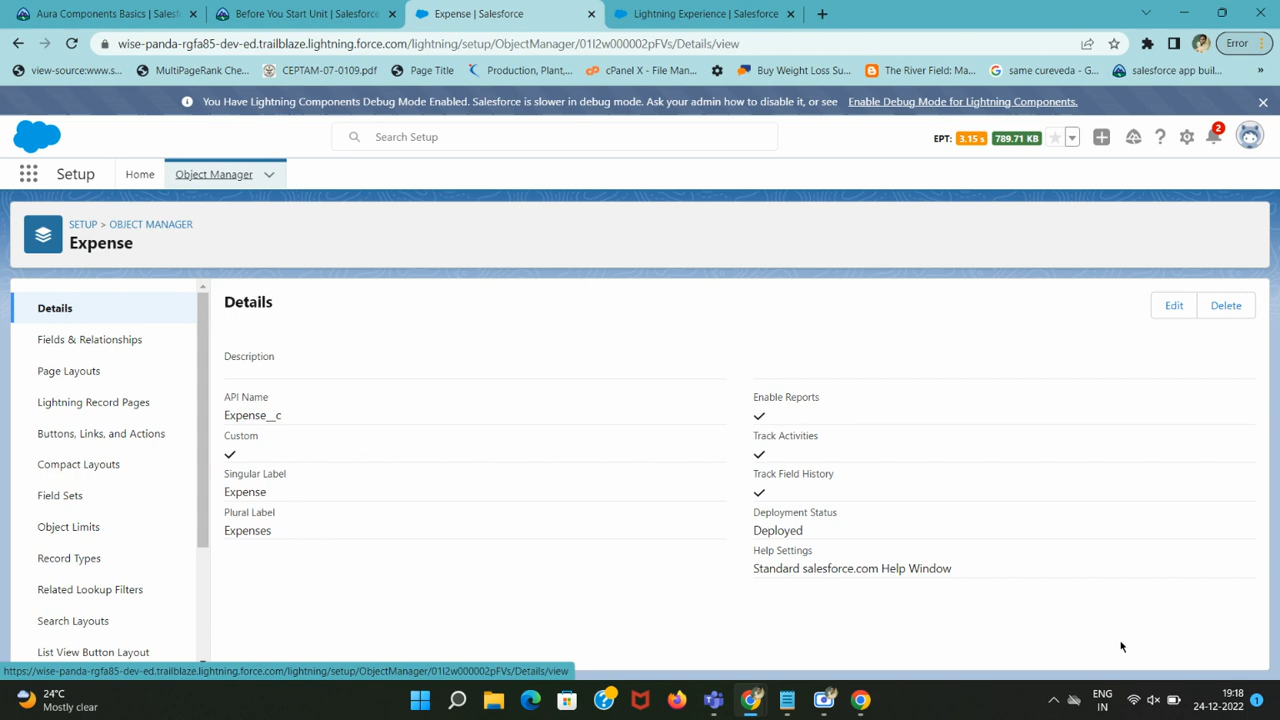 Aura Components Basics | Salesf
Before You Start Unit | Salesforce
Expense | Salesforce
Lightning Experience | Salesforce
wise-panda-rgfa85-dev-ed.trailblaze.lightning.force.com/lightning/setup/ObjectManager/01I2w000002pFVs/Details/view
Error
view-source:www.s...
MultiPageRank Che...
CEPTAM-07-0109.pdf
Page Title
Production, Plant,...
cPanel X - File Man...
Buy Weight Loss Su...
The River Field: Ma...
same cureveda - G...
salesforce app buil...
You Have Lightning Components Debug Mode Enabled. Salesforce is slower in debug mode. Ask your admin how to disable it, or see Enable Debug Mode for Lightning Components.
Search Setup
EPT: 3.15 s 789.71 KB
2
Setup
Home
Object Manager
SETUP > OBJECT MANAGER
Expense
Details
Fields & Relationships
Page Layouts
Lightning Record Pages
Buttons, Links, and Actions
Compact Layouts
Field Sets
Object Limits
Record Types
Related Lookup Filters
Search Layouts
List View Button Layout
Details
Edit
Delete
Description
API Name
Expense__c
Custom
Singular Label
Expense
Plural Label
Expenses
Enable Reports
Track Activities
Track Field History
Deployment Status
Deployed
Help Settings
Standard salesforce.com Help Window
https://wise-panda-rgfa85-dev-ed.trailblaze.lightning.force.com/lightning/setup/ObjectManager/01I2w000002pFVs/Details/view
24°C
Mostly clear
ENG
IN
19:18
24-12-2022
1